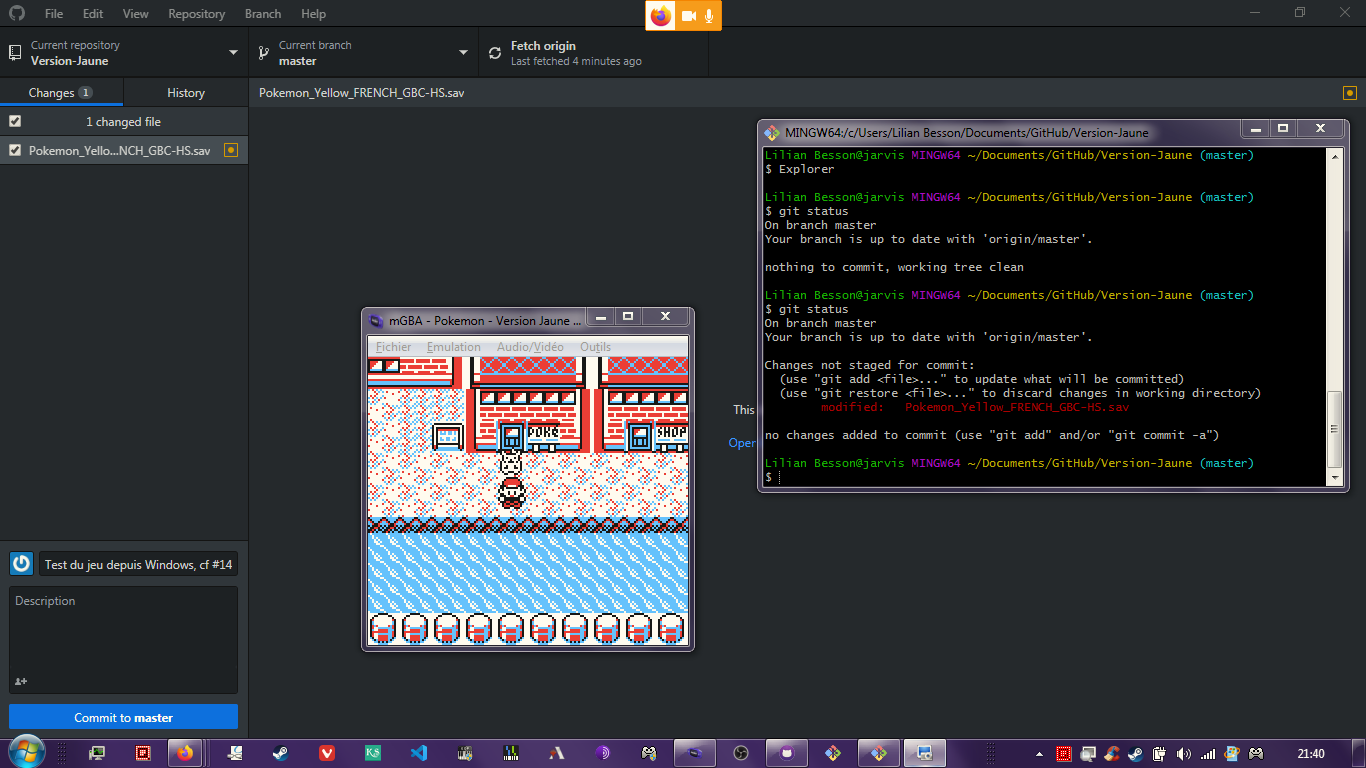 File Edit View Repository Branch Help
Current repository
Version-Jaune
Current branch
master
Fetch origin
Last fetched 4 minutes ago
Changes 1
History
Pokemon_Yellow_FRENCH_GBC-HS.sav
1 changed file
Pokemon_Yello...NCH_GBC-HS.sav
MINGW64:/c/Users/Lilian Besson/Documents/GitHub/Version-Jaune
Lilian Besson@jarvis MINGW64 ~/Documents/GitHub/Version-Jaune (master)
$ Explorer
Lilian Besson@jarvis MINGW64 ~/Documents/GitHub/Version-Jaune (master)
$ git status
On branch master
Your branch is up to date with 'origin/master'.
nothing to commit, working tree clean
Lilian Besson@jarvis MINGW64 ~/Documents/GitHub/Version-Jaune (master)
$ git status
On branch master
Your branch is up to date with 'origin/master'.
Changes not staged for commit:
(use "git add <file>..." to update what will be committed)
(use "git restore <file>..." to discard changes in working directory)
modified: Pokemon_Yellow_FRENCH_GBC-HS.sav
no changes added to commit (use "git add" and/or "git commit -a")
Lilian Besson@jarvis MINGW64 ~/Documents/GitHub/Version-Jaune (master)
$
mGBA - Pokemon - Version Jaune ...
Fichier Emulation Audio/Vidéo Outils
POKé
SHOP
This
Oper
Test du jeu depuis Windows, cf #14
Description
Commit to master
21:40